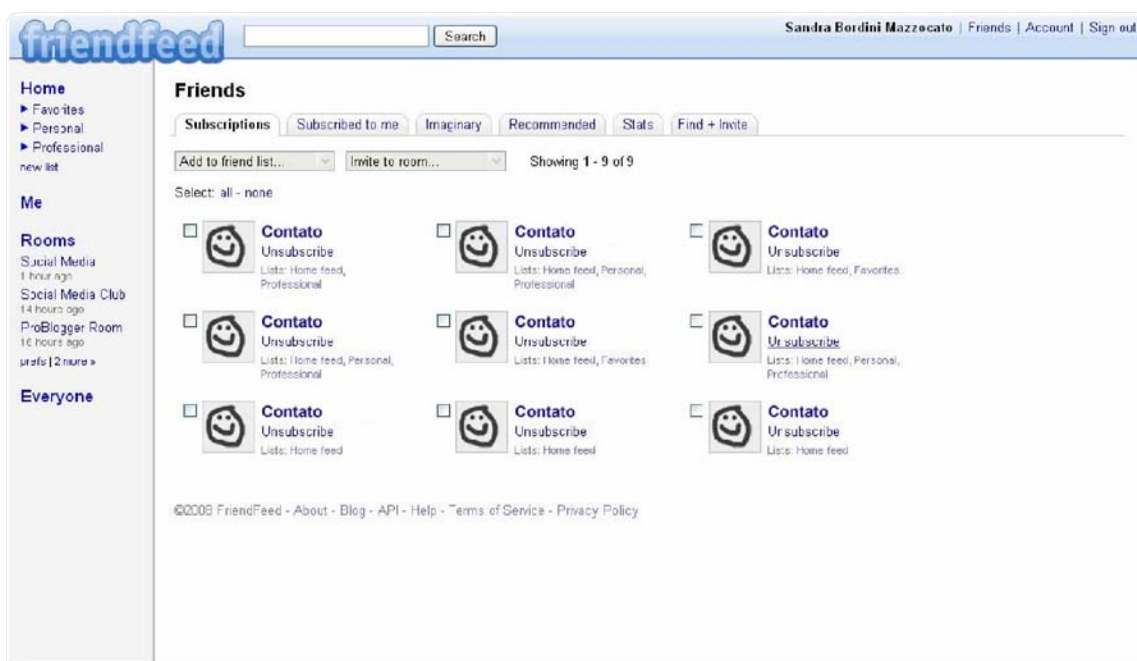 friendfeed
Search
Sandra Bordini Mazzocato | Friends | Account | Sign out
Home
Favorites
Personal
Professional
new list
Me
Rooms
Social Media
1 hour ago
Social Media Club
14 hours ago
ProBlogger Room
16 hours ago
prefs | 2 more »
Everyone
Friends
Subscriptions Subscribed to me Imaginary Recommended Stats Find + Invite
Add to friend list... Invite to room... Showing 1 - 9 of 9
Select: all - none
Contato
Unsubscribe
Lists: Home feed,
Professional
Contato
Unsubscribe
Lists: Home feed, Personal,
Professional
Contato
Unsubscribe
Lists: Home feed, Favorites
Contato
Unsubscribe
Lists: Home feed, Personal,
Professional
Contato
Unsubscribe
Lists: Home feed, Favorites
Contato
Unsubscribe
Lists: Home feed, Personal,
Professional
Contato
Unsubscribe
Lists: Home feed
Contato
Unsubscribe
Lists: Home feed
Contato
Unsubscribe
Lists: Home feed
©2008 FriendFeed - About - Blog - API - Help - Terms of Service - Privacy Policy